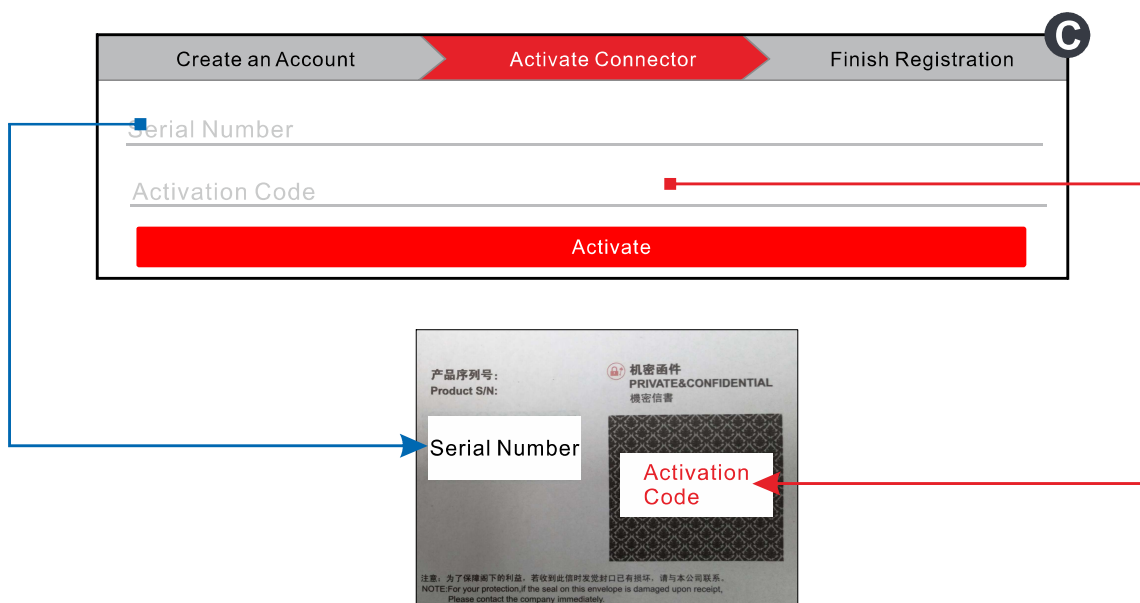 C
Create an Account
Activate Connector
Finish Registration
Serial Number
Activation Code
Activate
产品序列号:
Product S/N:
机密函件
PRIVATE&CONFIDENTIAL
機密信書
Serial Number
Activation
Code
注意：为了保障阁下的利益，若收到此信时发觉封口已有损坏，请与本公司联系。
NOTE:For your protection,if the seal on this envelope is damaged upon receipt,
Please contact the company immediately.